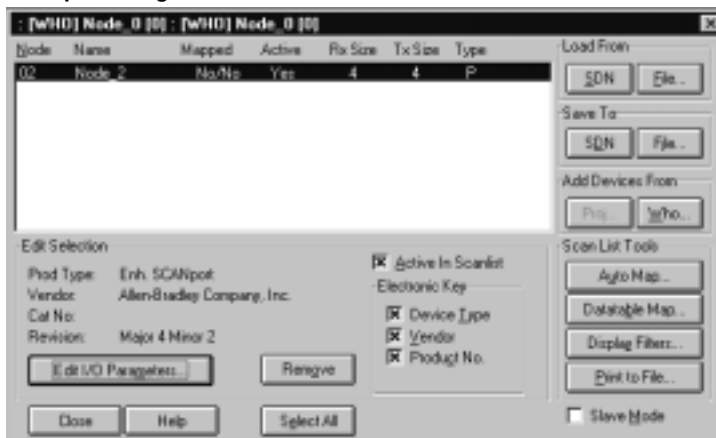 : [WHO] Node_0 [0] : [WHO] Node_0 [0]
Node Name Mapped Active Rx Size Tx Size Type
02 Node_2 No/No Yes 4 4 P
Load From
SDN File...
Save To
SDN File...
Add Devices From
Proj... Who...
Edit Selection
Prod Type: Enh. SCANport
Vendor: Allen-Bradley Company, Inc.
Cat No:
Revision: Major 4 Minor 2
Edit I/O Parameters... Remove
Active In Scanlist
Electronic Key
Device Type
Vendor
Product No.
Scan List Tools
Auto Map...
Datatable Map...
Display Filters...
Print to File...
Close Help Select All
Slave Mode